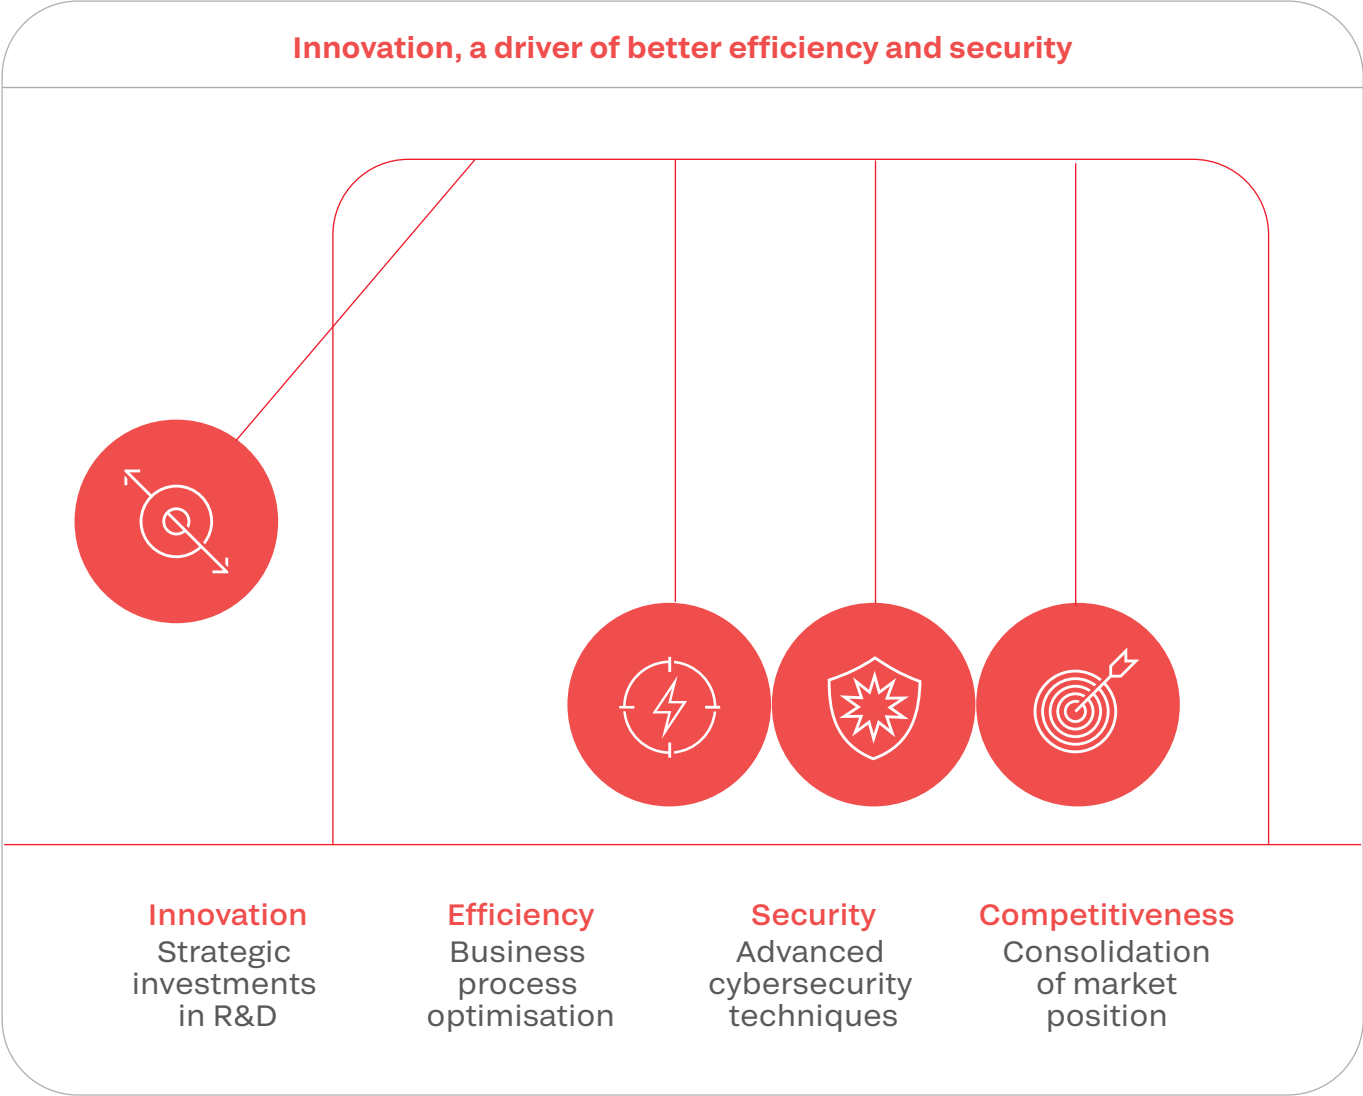 Innovation, a driver of better efficiency and security
Innovation
Strategic
investments
in R&D
Efficiency
Business
process
optimisation
Security
Advanced
cybersecurity
techniques
Competitiveness
Consolidation
of market
position